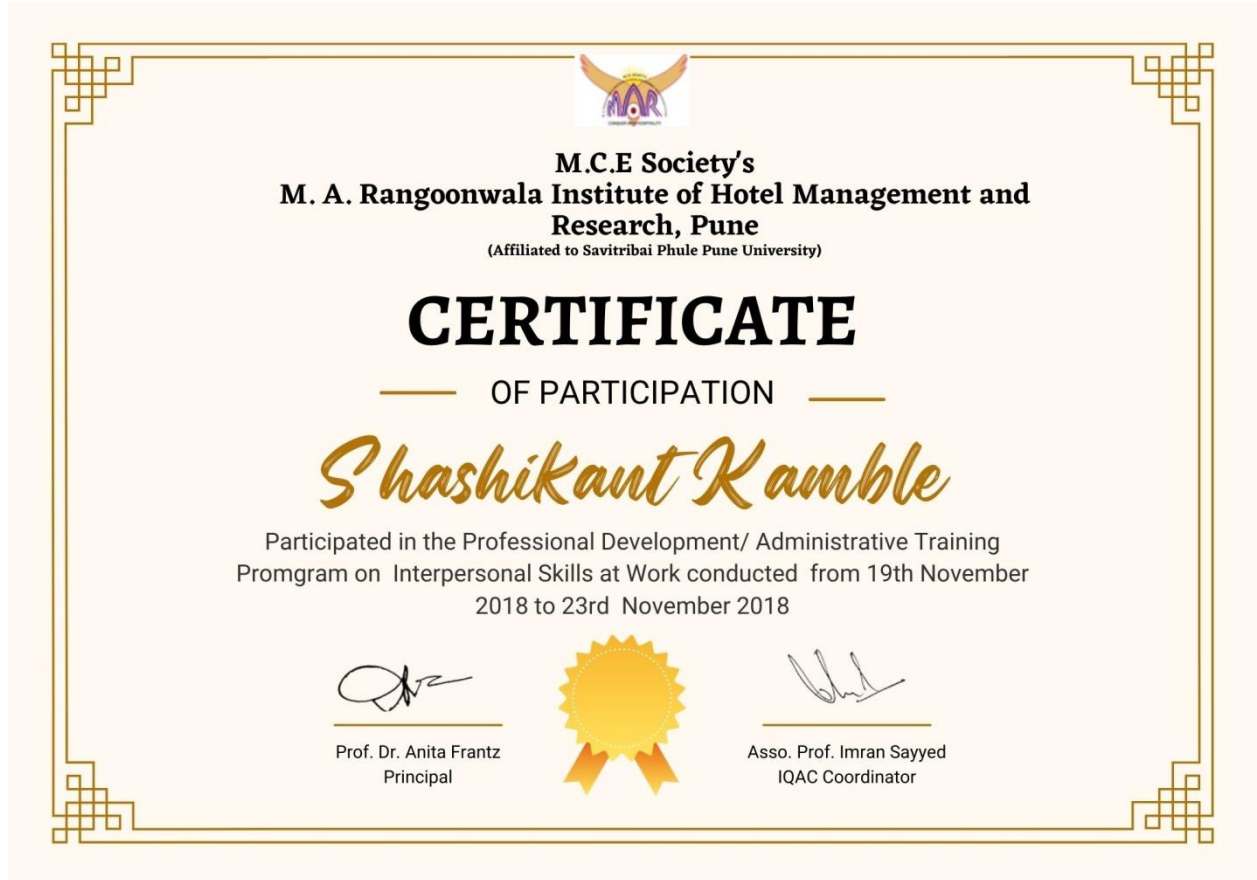 MAR
M.C.E Society's
M. A. Rangoonwala Institute of Hotel Management and
Research, Pune
(Affiliated to Savitribai Phule Pune University)
CERTIFICATE
OF PARTICIPATION
Shashikant Kamble
Participated in the Professional Development/ Administrative Training
Promgram on Interpersonal Skills at Work conducted from 19th November
2018 to 23rd November 2018
Prof. Dr. Anita Frantz
Asso. Prof. Imran Sayyed
Principal
IQAC Coordinator